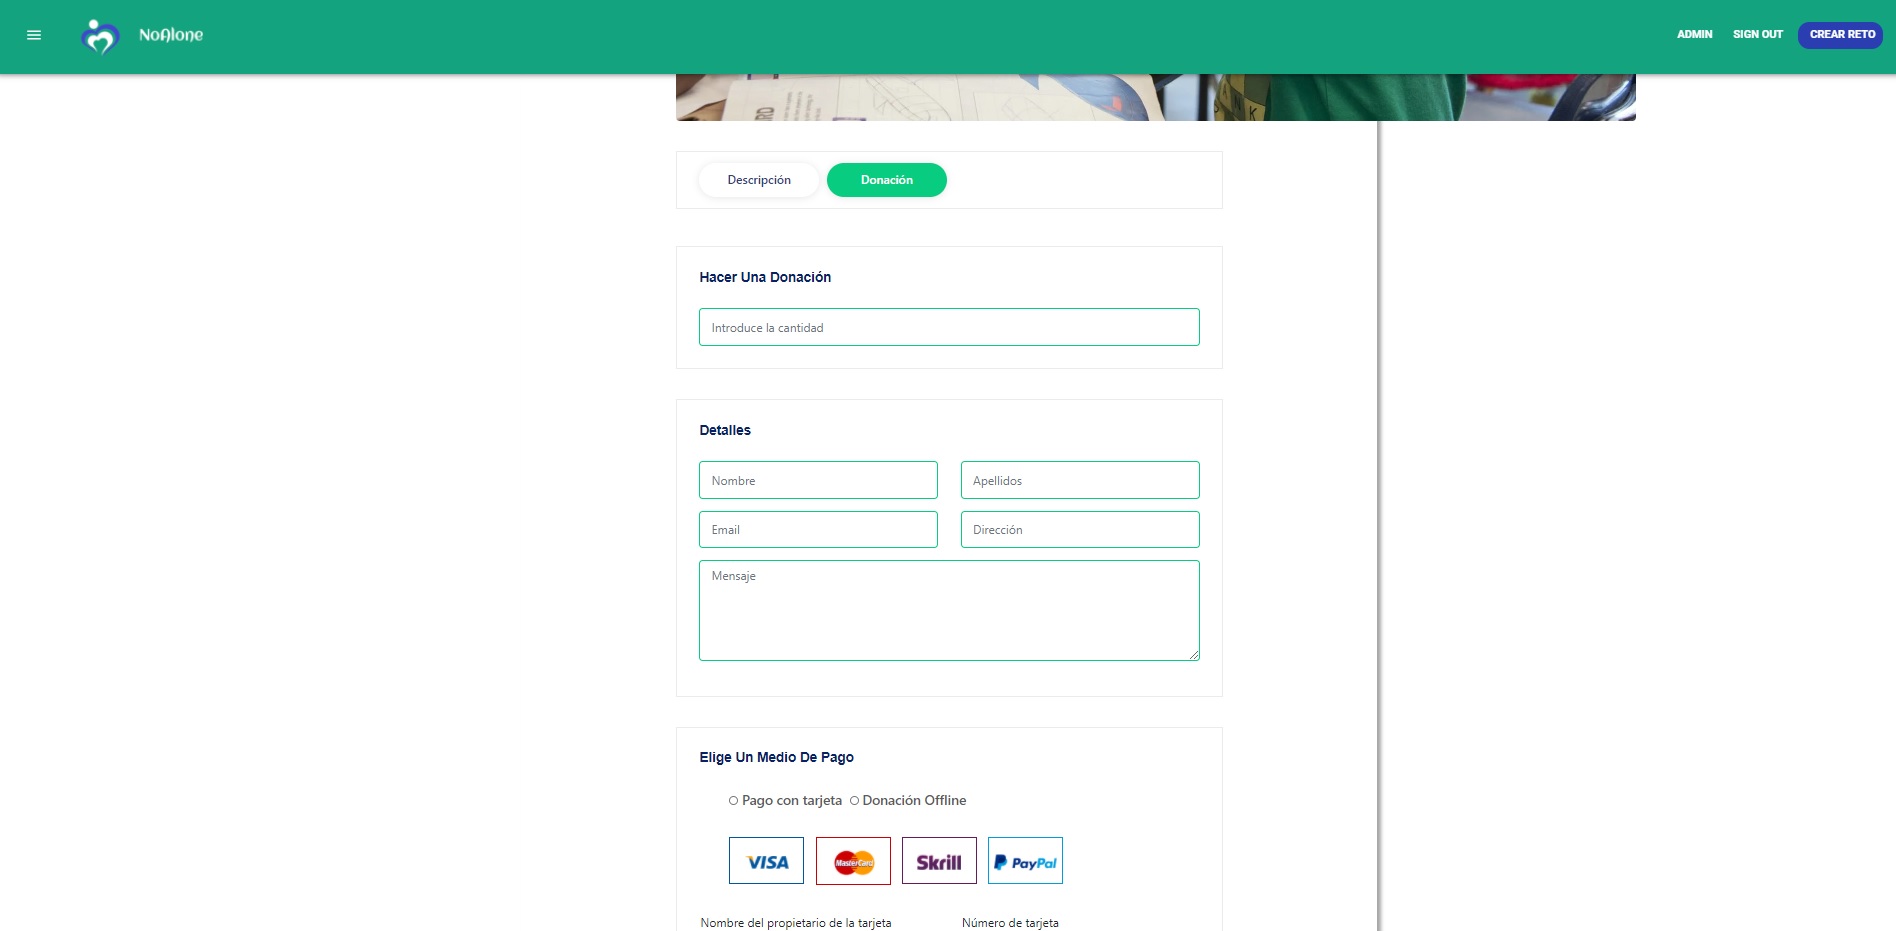 NoAlone
ADMIN SIGN OUT CREAR RETO
ARD
N K
Descripción Donación
Hacer Una Donación
Introduce la cantidad
Detalles
Nombre Apellidos
Email Dirección
Mensaje
Elige Un Medio De Pago
Pago con tarjeta Donación Offline
VISA MasterCard Skrill PayPal
Nombre del propietario de la tarjeta Número de tarjeta